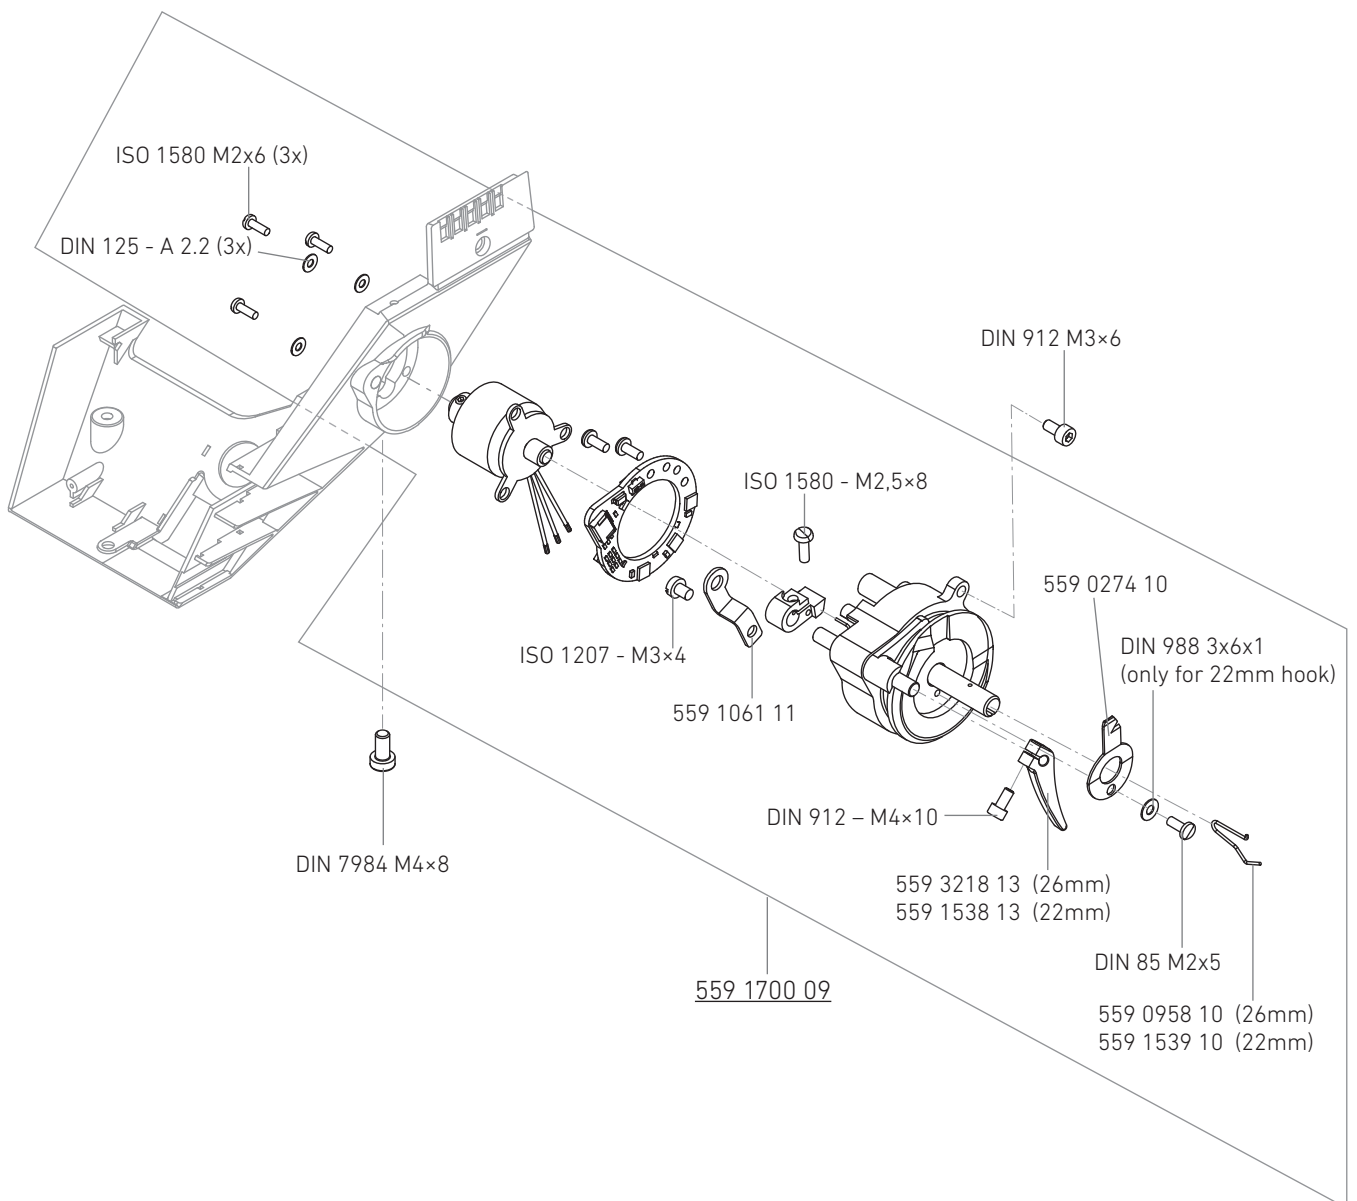 ISO 1580 M2x6 (3x)
DIN 125 - A 2.2 (3x)
DIN 912 M3×6
ISO 1580 - M2,5×8
559 0274 10
DIN 988 3x6x1
(only for 22mm hook)
ISO 1207 - M3×4
559 1061 11
DIN 912 – M4×10
DIN 7984 M4×8
559 3218 13 (26mm)
559 1538 13 (22mm)
DIN 85 M2x5
559 1700 09
559 0958 10 (26mm)
559 1539 10 (22mm)